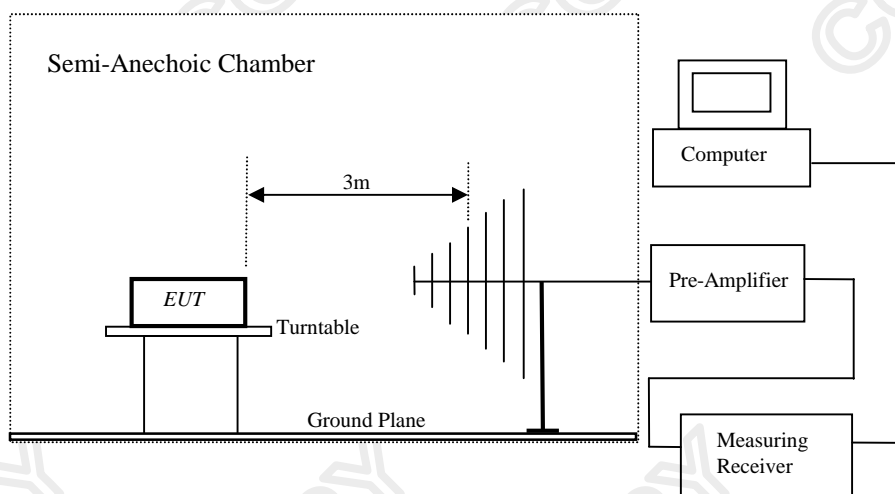 Semi-Anechoic Chamber
3m
Computer
EUT
Pre-Amplifier
Turntable
Ground Plane
Measuring
Receiver